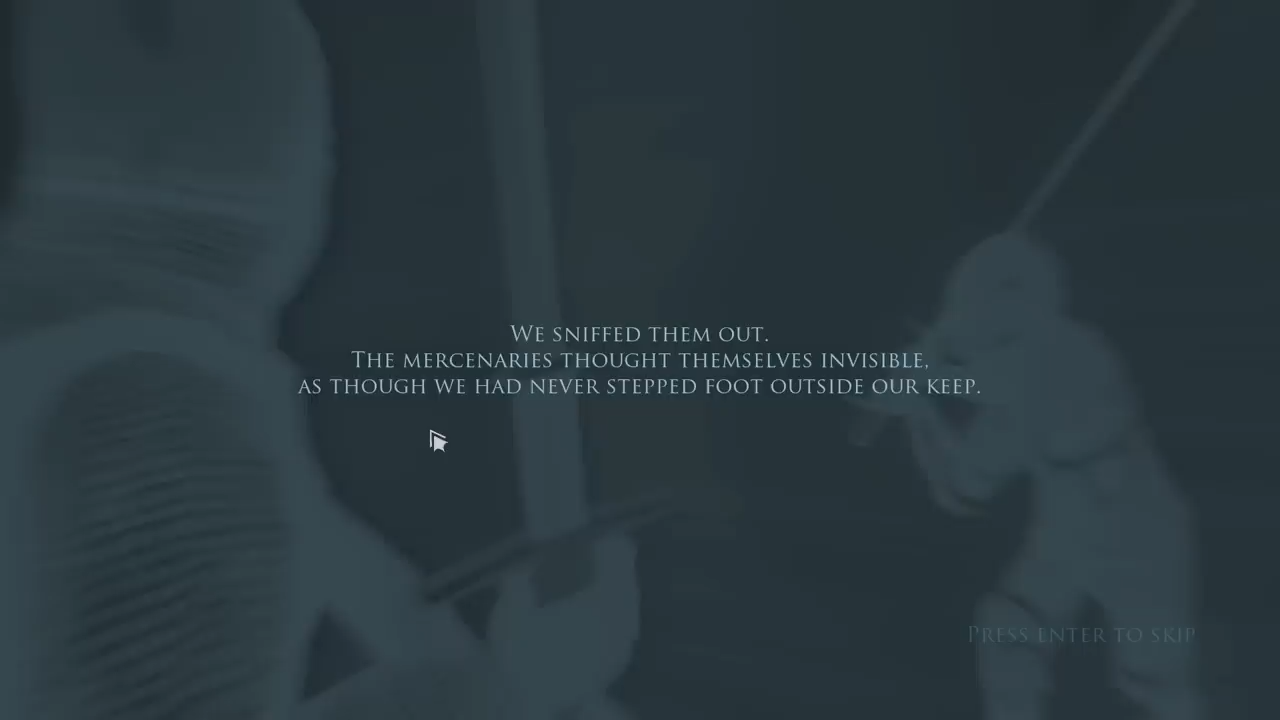 We sniffed them out.
The mercenaries thought themselves invisible,
as though we had never stepped foot outside our keep.
Press enter to skip